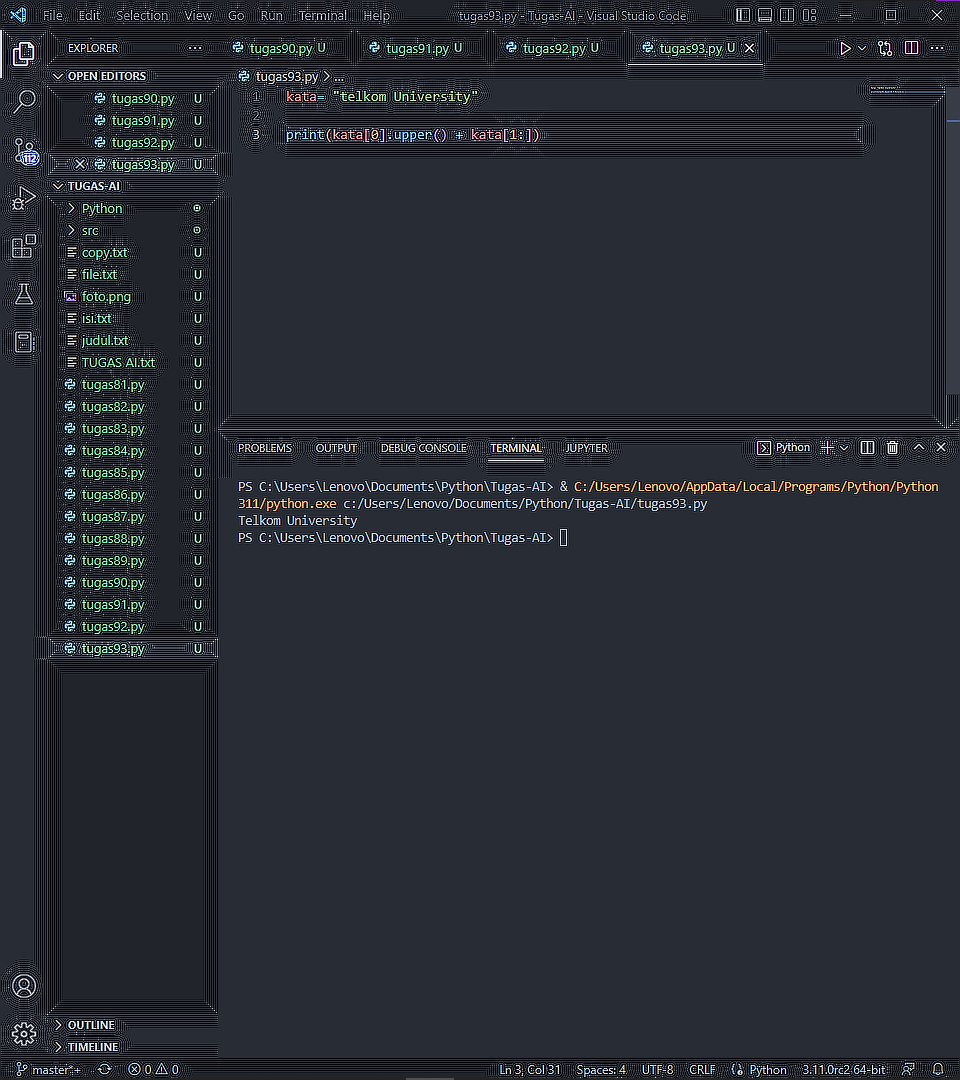 File Edit Selection View Go Run Terminal Help tugas93.py - Tugas-AI - Visual Studio Code
EXPLORER
tugas90.py U tugas91.py U tugas92.py U tugas93.py U
OPEN EDITORS
tugas90.py U
tugas91.py U
tugas92.py U
tugas93.py U
112
TUGAS-AI
Python
src
copy.txt U
file.txt U
foto.png U
isi.txt U
judul.txt U
TUGAS AI.txt U
tugas81.py U
tugas82.py U
tugas83.py U
tugas84.py U
tugas85.py U
tugas86.py U
tugas87.py U
tugas88.py U
tugas89.py U
tugas90.py U
tugas91.py U
tugas92.py U
tugas93.py U
OUTLINE
TIMELINE
tugas93.py > ...
1 kata= "telkom University"
2
3 print(kata[0].upper() + kata[1:])
PROBLEMS OUTPUT DEBUG CONSOLE TERMINAL JUPYTER Python
PS C:\Users\Lenovo\Documents\Python\Tugas-AI> & C:/Users/Lenovo/AppData/Local/Programs/Python/Python
311/python.exe c:/Users/Lenovo/Documents/Python/Tugas-AI/tugas93.py
Telkom University
PS C:\Users\Lenovo\Documents\Python\Tugas-AI>
master*+ 0 0 Ln 3, Col 31 Spaces: 4 UTF-8 CRLF Python 3.11.0rc2 64-bit